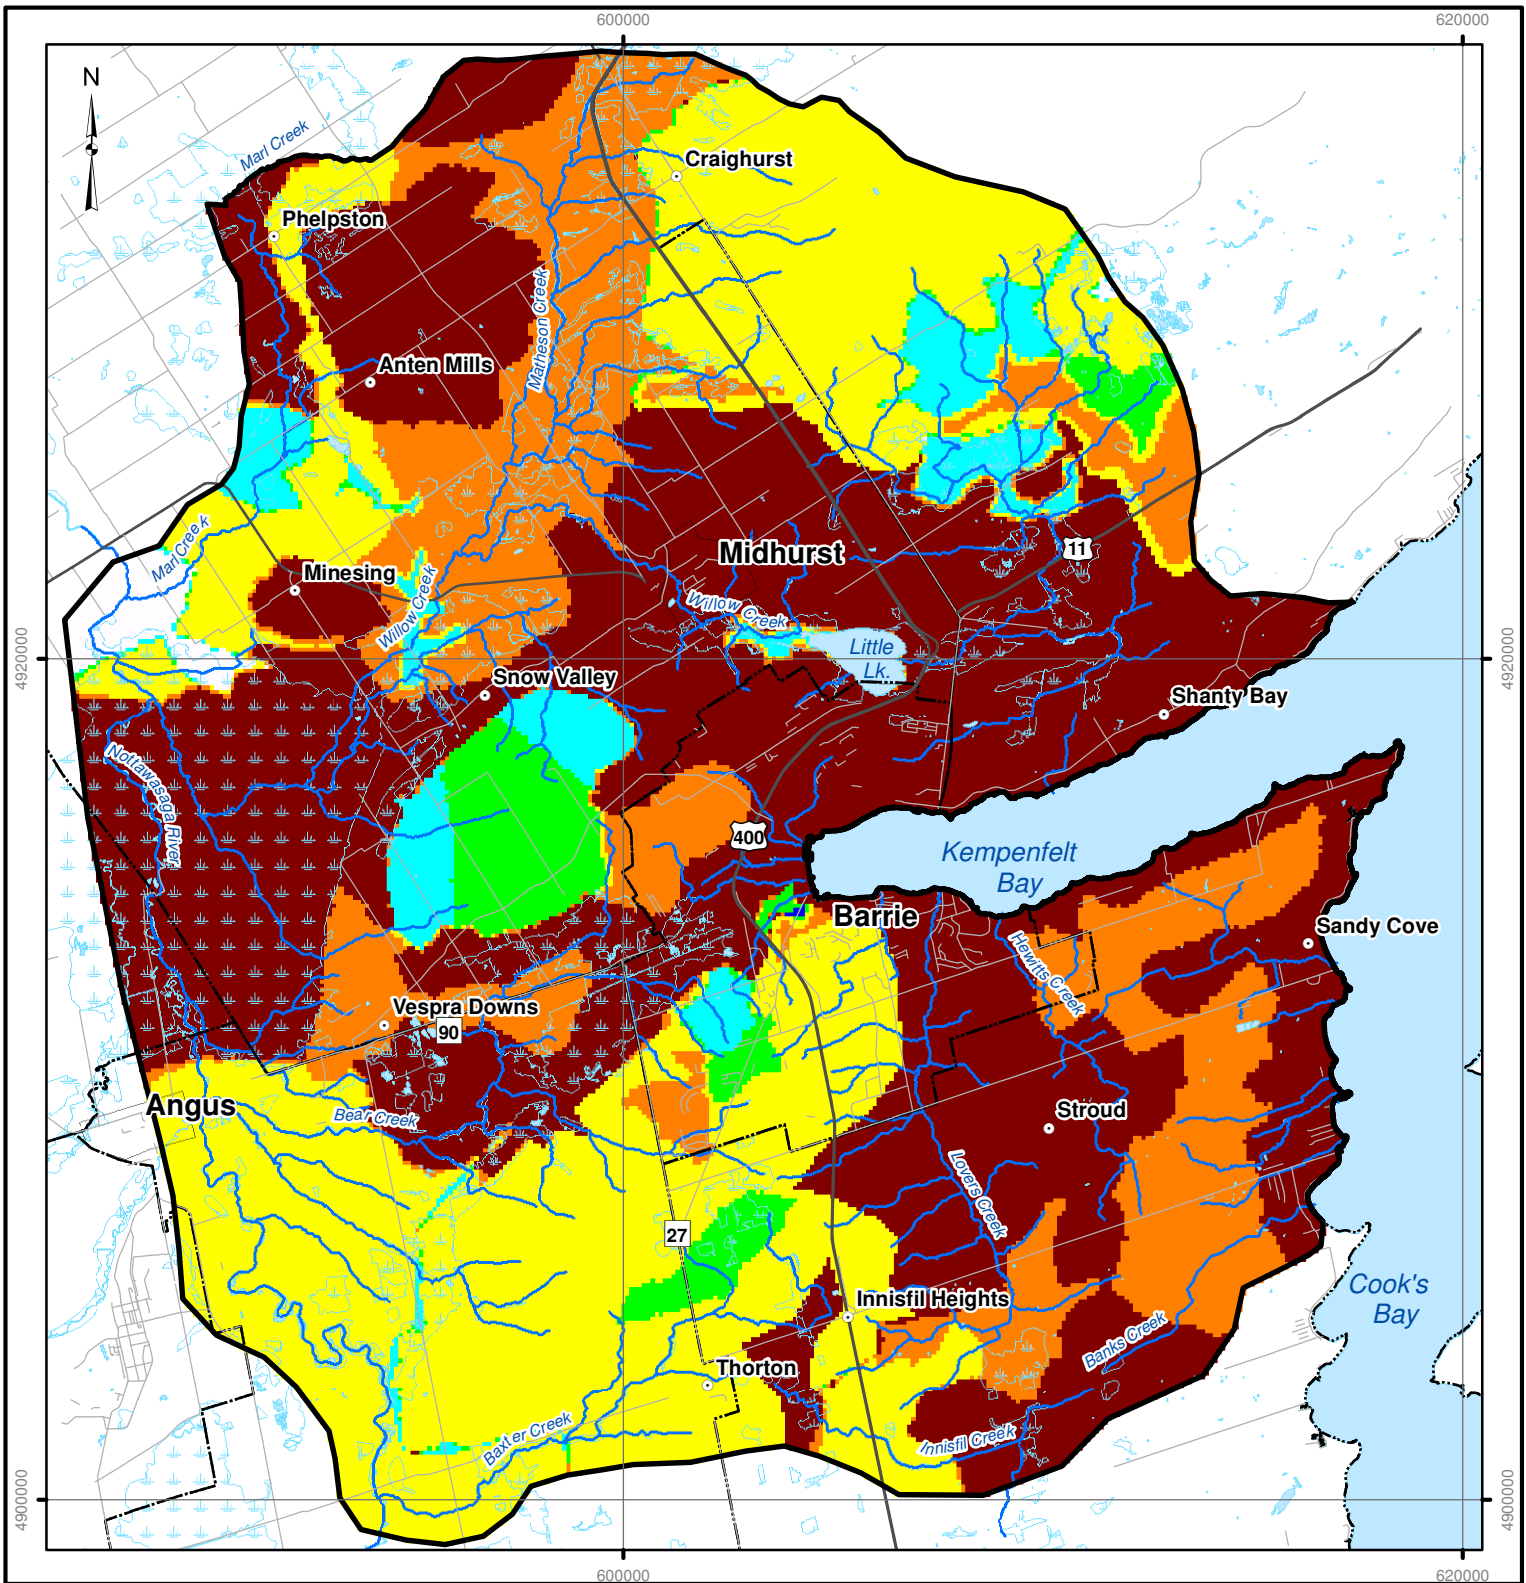 600000
620000
N
Marl Creek
Craighurst
Phelpston
Matheson Creek
Anten Mills
Marl Creek
Midhurst
11
Minesing
Willow Creek
Willow Creek
Little
Lk.
4920000
4920000
Snow Valley
Shanty Bay
Nottawasaga River
400
Kempenfelt
Bay
Barrie
Sandy Cove
Hewitts Creek
Vespra Downs
90
Angus
Bear Creek
Stroud
Lovers Creek
27
Innisfil Heights
Cook's
Bay
Banks Creek
Thorton
Baxter Creek
Innisfil Creek
4900000
4900000
600000
620000